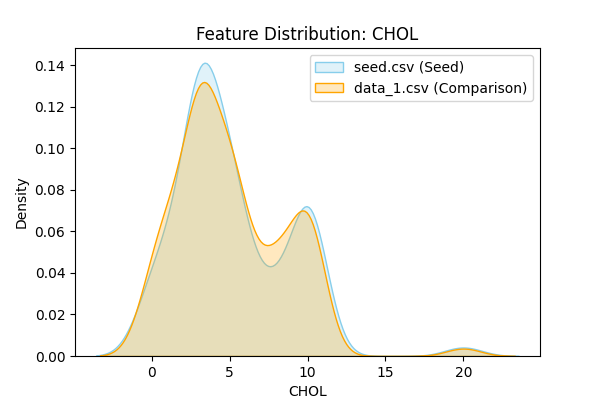 Feature Distribution: CHOL
seed.csv (Seed)
data_1.csv (Comparison)
Density
0.14
0.12
0.10
0.08
0.06
0.04
0.02
0.00
0 5 10 15 20
CHOL